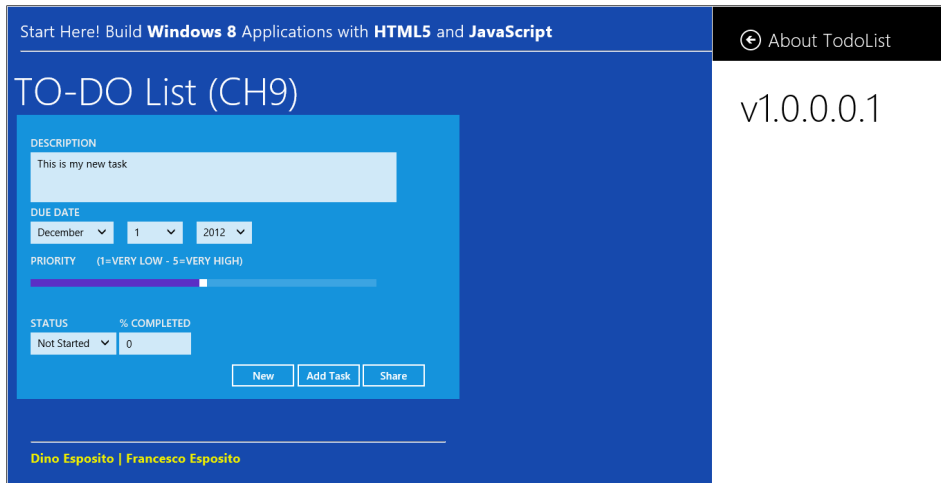 Start Here! Build Windows 8 Applications with HTML5 and JavaScript
TO-DO List (CH9)
DESCRIPTION
This is my new task
DUE DATE
December 1 2012
PRIORITY (1=VERY LOW - 5=VERY HIGH)
STATUS % COMPLETED
Not Started 0
New Add Task Share
Dino Esposito | Francesco Esposito
About TodoList
v1.0.0.0.1